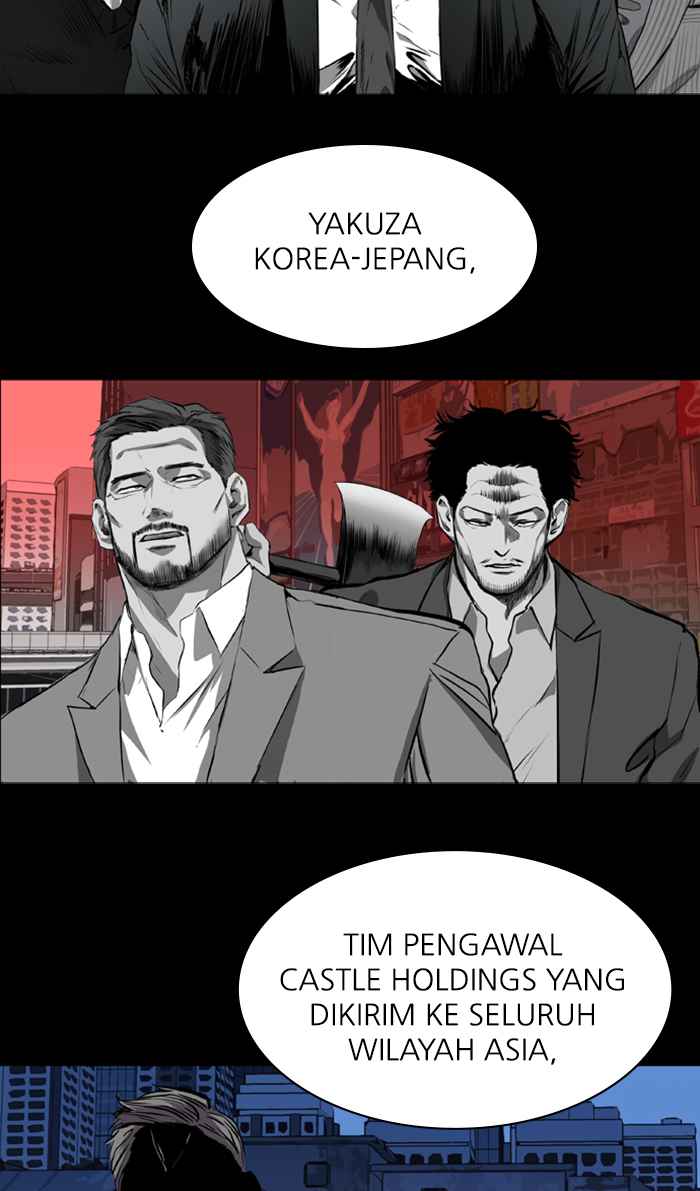 YAKUZA
KOREA-JEPANG,
TIM PENGAWAL
CASTLE HOLDINGS YANG
DIKIRIM KE SELURUH
WILAYAH ASIA,